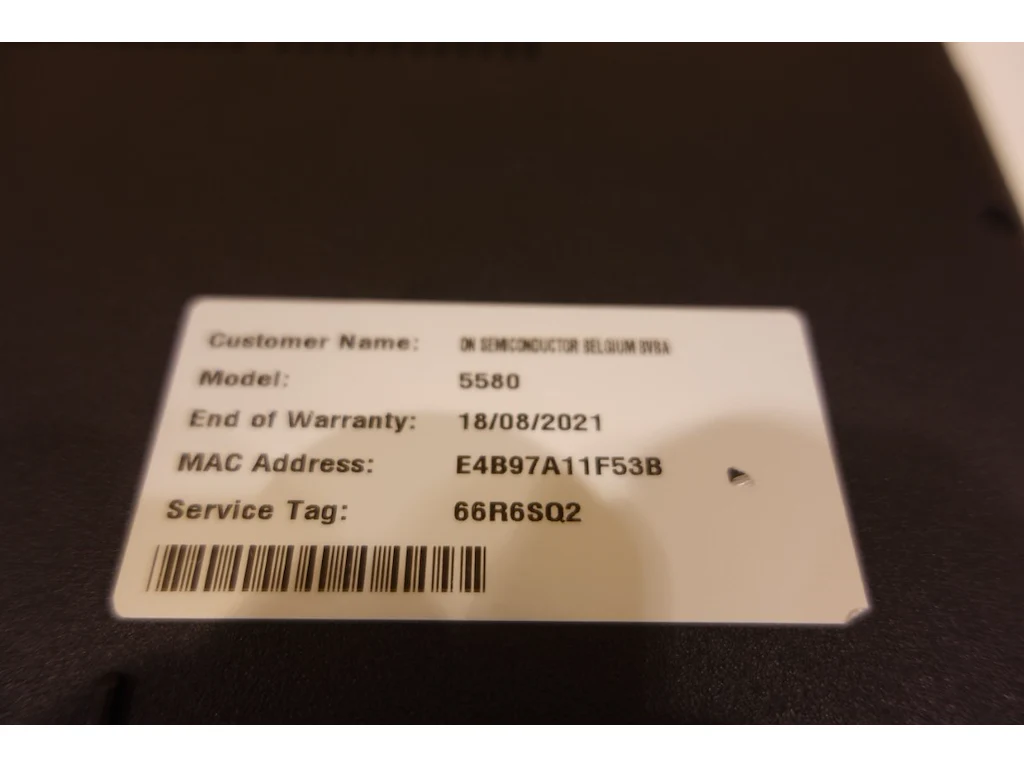 Customer Name: ON SEMICONDUCTOR BELGIUM BVBA
Model: 5580
End of Warranty: 18/08/2021
MAC Address: E4B97A11F53B
Service Tag: 66R6SQ2